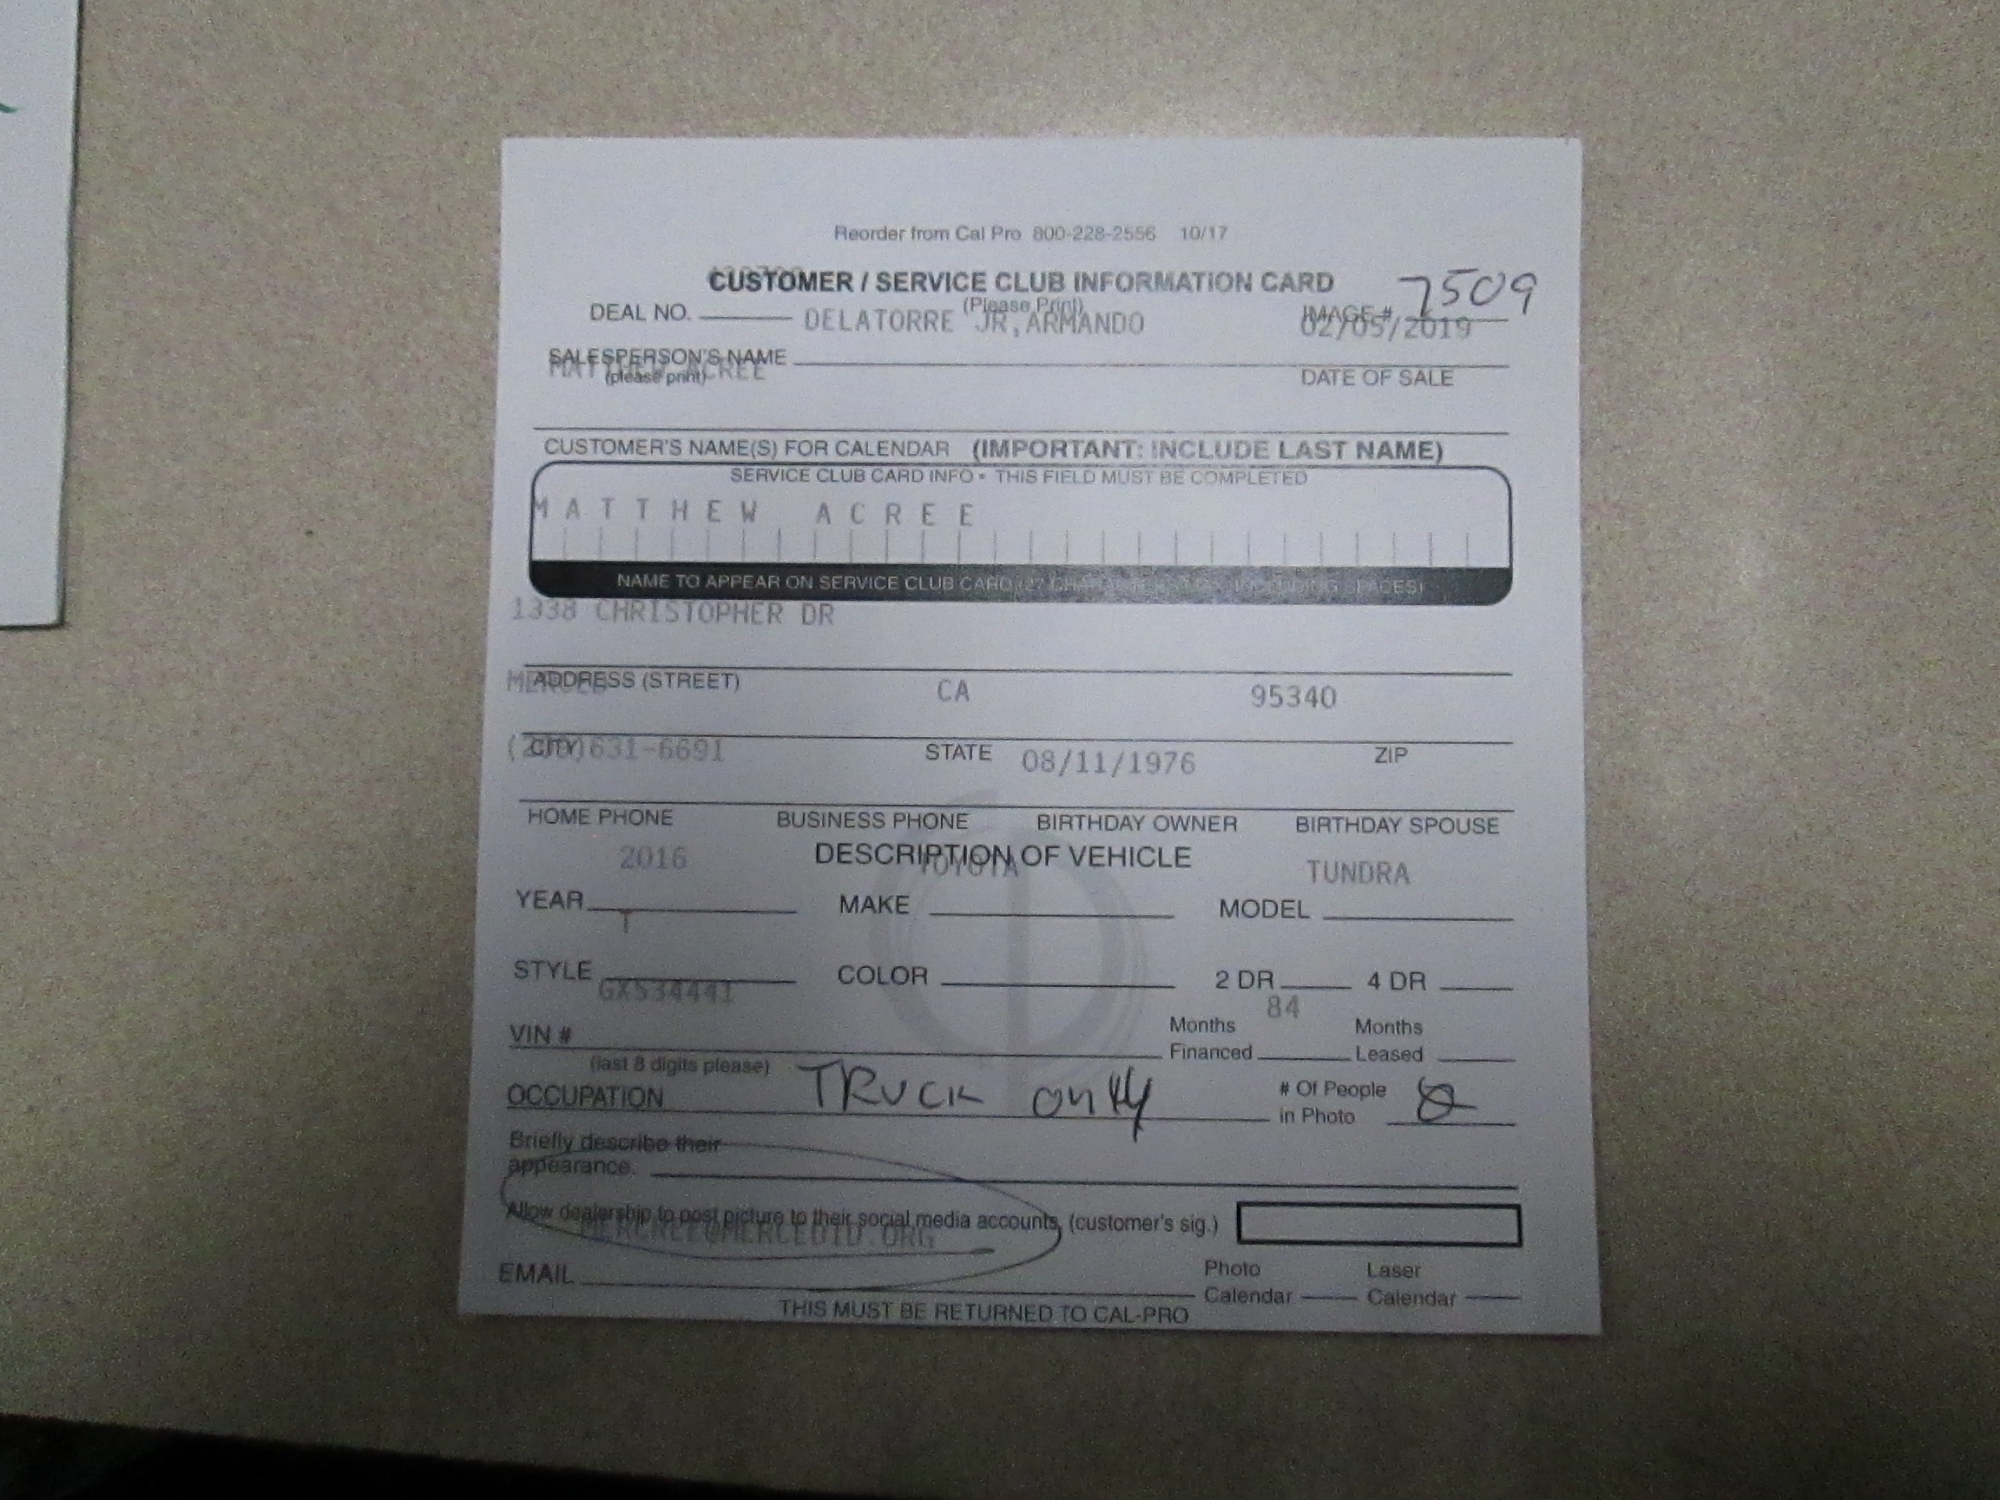 Reorder from Cal Pro 800-228-2556 10/17
CUSTOMER / SERVICE CLUB INFORMATION CARD
(Please Print)
7509
DEAL NO.
DELATORRE JR,ARMANDO
IMAGE #
02/05/2019
SALESPERSON'S NAME
MATTHEW ACREE
(please print)
DATE OF SALE
CUSTOMER'S NAME(S) FOR CALENDAR (IMPORTANT: INCLUDE LAST NAME)
SERVICE CLUB CARD INFO • THIS FIELD MUST BE COMPLETED
MATTHEW ACREE
NAME TO APPEAR ON SERVICE CLUB CARD (27 INCLUDING SPACES)
1338 CHRISTOPHER DR
ADDRESS (STREET)
MERCED CA 95340
CITY STATE ZIP
631-6691 08/11/1976
HOME PHONE BUSINESS PHONE BIRTHDAY OWNER BIRTHDAY SPOUSE
DESCRIPTION OF VEHICLE
2016 TOYOTA TUNDRA
YEAR MAKE MODEL
T
STYLE COLOR 2 DR 4 DR
GX534441 84
VIN # Months Financed Months Leased
(last 8 digits please)
OCCUPATION TRUCK only # Of People in Photo
Briefly describe their
appearance.
Allow dealership to post picture to their social media accounts, (customer's sig.)
EMAIL Photo Calendar Laser Calendar
THIS MUST BE RETURNED TO CAL-PRO